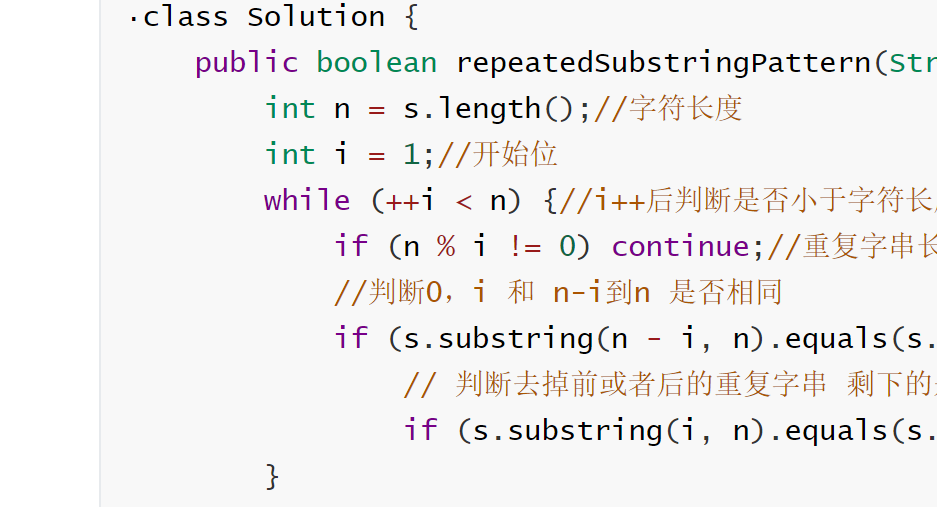 ·class Solution {
public boolean repeatedSubstringPattern(Str
int n = s.length();//字符长度
int i = 1;//开始位
while (++i < n) {//i++后判断是否小于字符长
if (n % i != 0) continue;//重复字串长
//判断0，i 和 n-i到n 是否相同
if (s.substring(n - i, n).equals(s.
// 判断去掉前或者后的重复字串 剩下的
if (s.substring(i, n).equals(s.
}